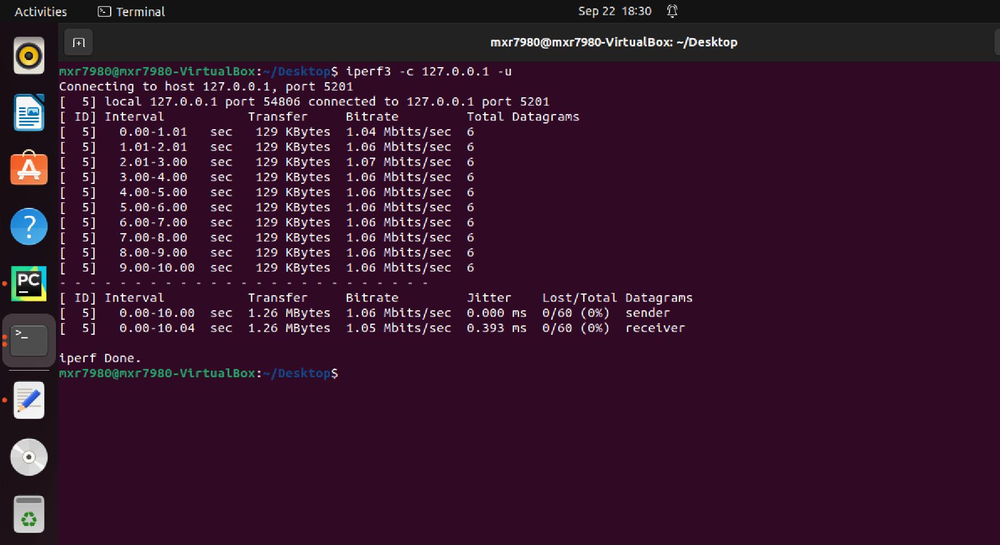 Activities Terminal Sep 22 18:30
mxr7980@mxr7980-VirtualBox: ~/Desktop
mxr7980@mxr7980-VirtualBox:~/Desktop$ iperf3 -c 127.0.0.1 -u
Connecting to host 127.0.0.1, port 5201
[  5] local 127.0.0.1 port 54806 connected to 127.0.0.1 port 5201
[ ID] Interval           Transfer     Bitrate         Total Datagrams
[  5]   0.00-1.01   sec   129 KBytes  1.04 Mbits/sec  6
[  5]   1.01-2.01   sec   129 KBytes  1.06 Mbits/sec  6
[  5]   2.01-3.00   sec   129 KBytes  1.07 Mbits/sec  6
[  5]   3.00-4.00   sec   129 KBytes  1.06 Mbits/sec  6
[  5]   4.00-5.00   sec   129 KBytes  1.06 Mbits/sec  6
[  5]   5.00-6.00   sec   129 KBytes  1.06 Mbits/sec  6
[  5]   6.00-7.00   sec   129 KBytes  1.06 Mbits/sec  6
[  5]   7.00-8.00   sec   129 KBytes  1.06 Mbits/sec  6
[  5]   8.00-9.00   sec   129 KBytes  1.06 Mbits/sec  6
[  5]   9.00-10.00  sec   129 KBytes  1.06 Mbits/sec  6
- - - - - - - - - - - - - - - - - - - - - - - - -
[ ID] Interval           Transfer     Bitrate         Jitter    Lost/Total Datagrams
[  5]   0.00-10.00  sec  1.26 MBytes  1.06 Mbits/sec  0.000 ms  0/60 (0%)  sender
[  5]   0.00-10.04  sec  1.26 MBytes  1.05 Mbits/sec  0.393 ms  0/60 (0%)  receiver
iperf Done.
mxr7980@mxr7980-VirtualBox:~/Desktop$
PC